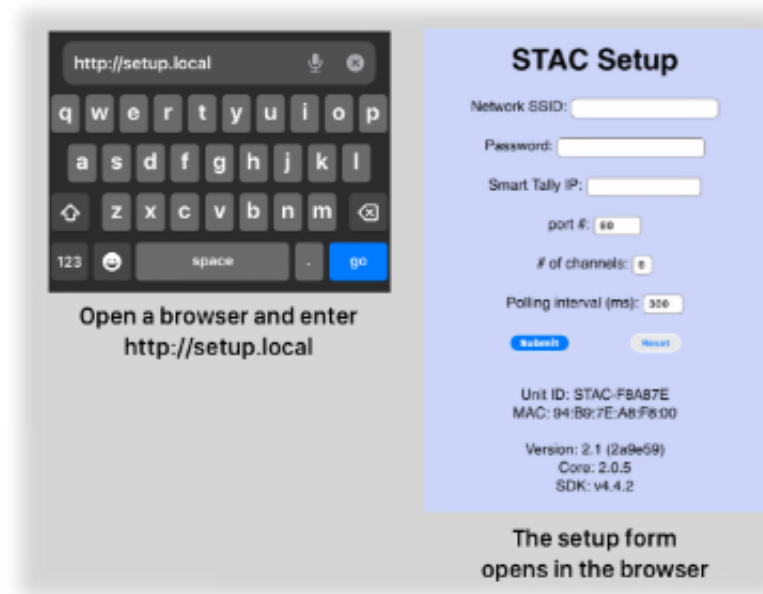 http://setup.local
q w e r t y u i o p
a s d f g h j k l
z x c v b n m
123 space . go
Open a browser and enter
http://setup.local
STAC Setup
Network SSID:
Password:
Smart Tally IP:
port #: 80
# of channels: 6
Polling interval (ms): 300
Submit Reset
Unit ID: STAC-F8A87E
MAC: 94:B9:7E:A8:F8:00
Version: 2.1 (2a9e59)
Core: 2.0.5
SDK: v4.4.2
The setup form
opens in the browser